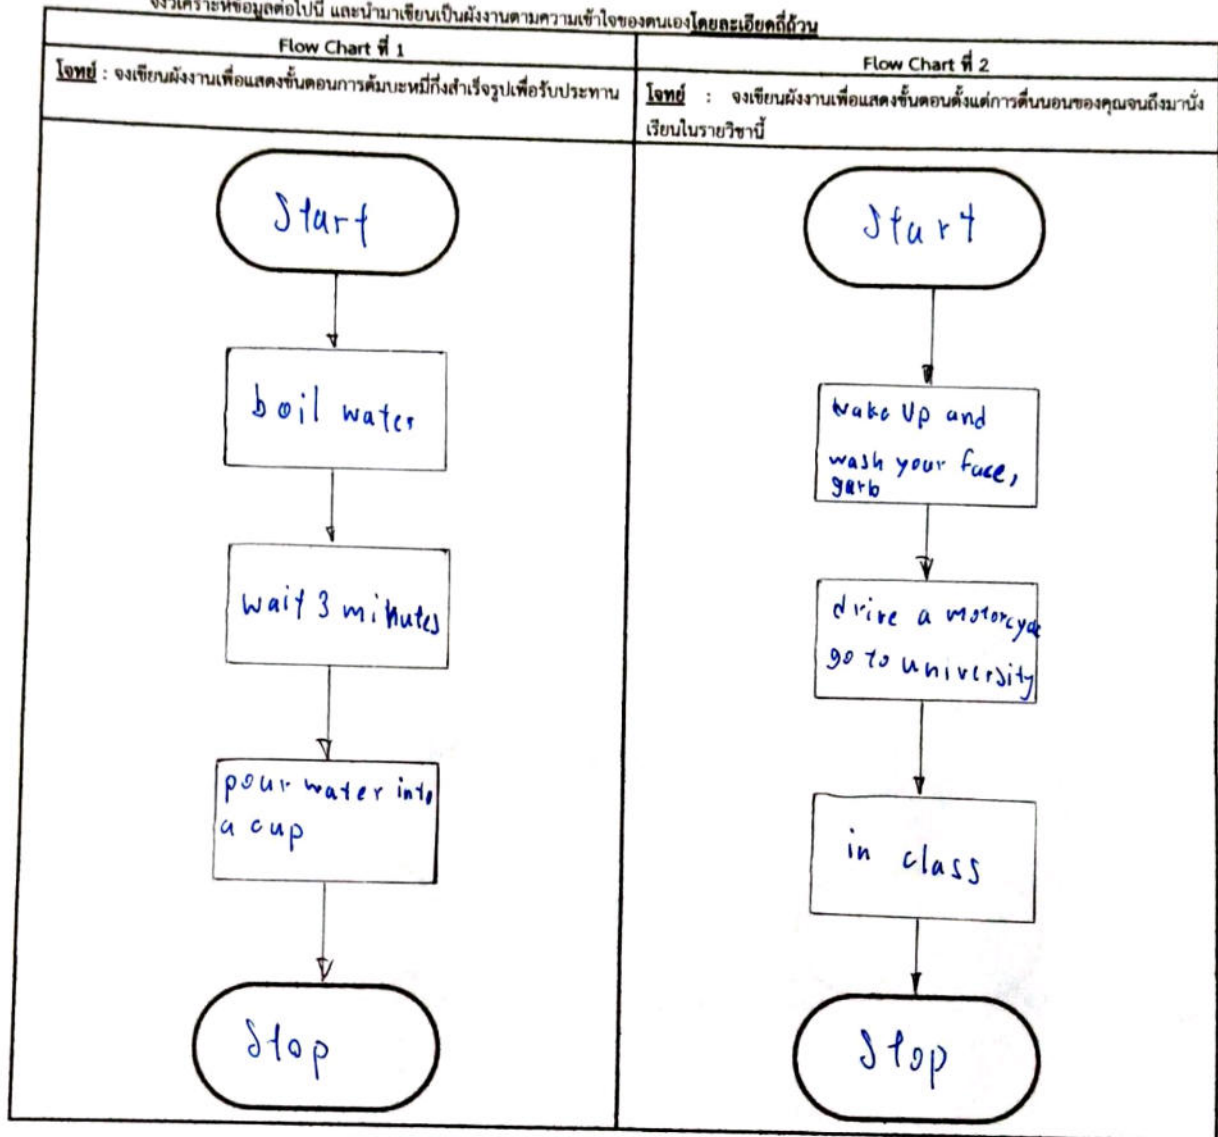 จงวิเคราะห์ข้อมูลต่อไปนี้ และนำมาเขียนเป็นผังงานตามความเข้าใจของตนเองโดยละเอียดถี่ถ้วน
Flow Chart ที่ 1
โจทย์ : จงเขียนผังงานเพื่อแสดงขั้นตอนการต้มบะหมี่กึ่งสำเร็จรูปเพื่อรับประทาน
Start
boil water
wait 3 minutes
pour water into
a cup
Stop
Flow Chart ที่ 2
โจทย์ : จงเขียนผังงานเพื่อแสดงขั้นตอนตั้งแต่การตื่นนอนของคุณจนถึงมานั่ง
เรียนในรายวิชานี้
Start
wake up and
wash your face,
garb
drive a motorcycle
go to university
in class
Stop